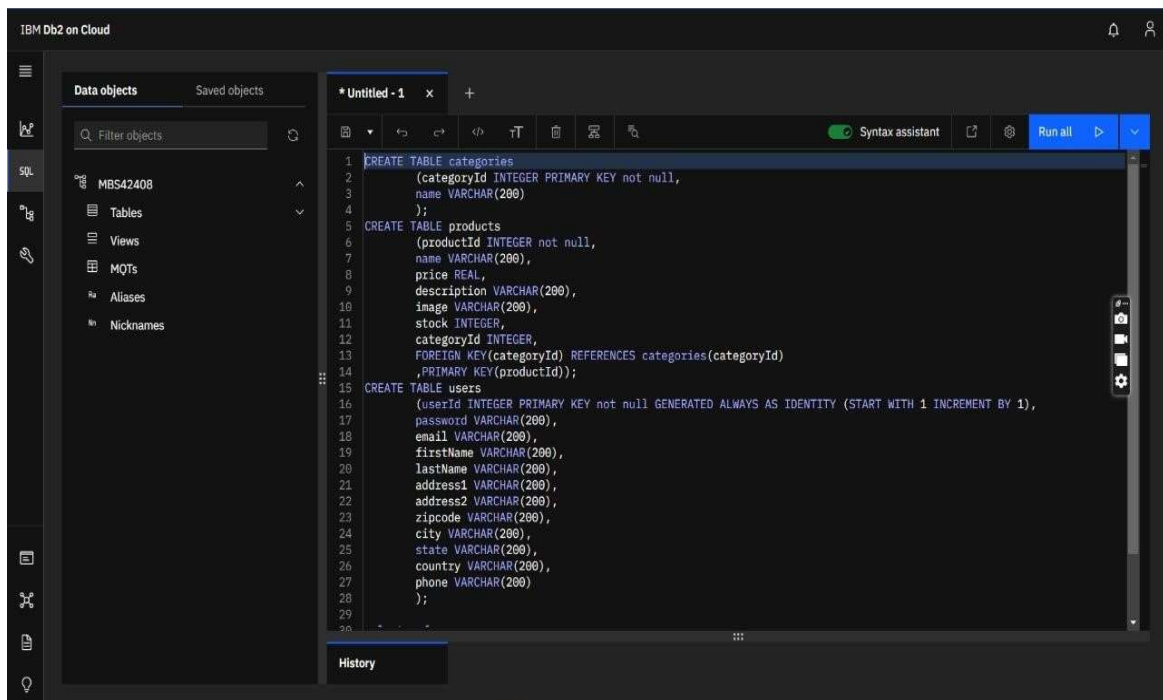 IBM Db2 on Cloud
Data objects
Saved objects
Filter objects
SQL
MBS42408
Tables
Views
MQTs
Aliases
Nicknames
* Untitled - 1 × +
Syntax assistant
Run all
1 CREATE TABLE categories
2 (categoryId INTEGER PRIMARY KEY not null,
3 name VARCHAR(200)
4 );
5 CREATE TABLE products
6 (productId INTEGER not null,
7 name VARCHAR(200),
8 price REAL,
9 description VARCHAR(200),
10 image VARCHAR(200),
11 stock INTEGER,
12 categoryId INTEGER,
13 FOREIGN KEY(categoryId) REFERENCES categories(categoryId)
14 ,PRIMARY KEY(productId));
15 CREATE TABLE users
16 (userId INTEGER PRIMARY KEY not null GENERATED ALWAYS AS IDENTITY (START WITH 1 INCREMENT BY 1),
17 password VARCHAR(200),
18 email VARCHAR(200),
19 firstName VARCHAR(200),
20 lastName VARCHAR(200),
21 address1 VARCHAR(200),
22 address2 VARCHAR(200),
23 zipcode VARCHAR(200),
24 city VARCHAR(200),
25 state VARCHAR(200),
26 country VARCHAR(200),
27 phone VARCHAR(200)
28 );
29
History